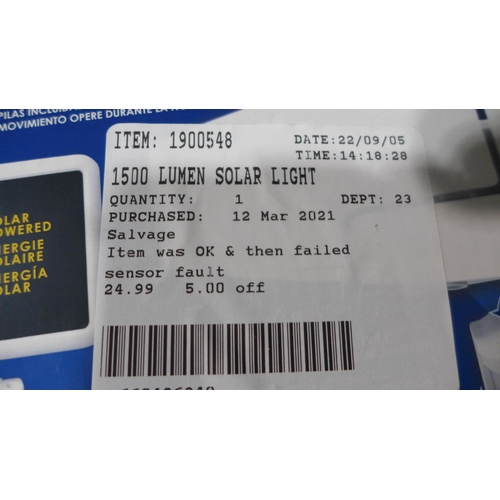 PILAS INCLUIDA
MOVIMIENTO OPERE DURANTE LA
ITEM: 1900548
DATE:22/09/05
TIME:14:18:28
1500 LUMEN SOLAR LIGHT
QUANTITY: 1 DEPT: 23
PURCHASED: 12 Mar 2021
Salvage
Item was OK & then failed
sensor fault
24.99 5.00 off
OLAR
OWERED
NERGIE
OLAIRE
NERGÍA
OLAR